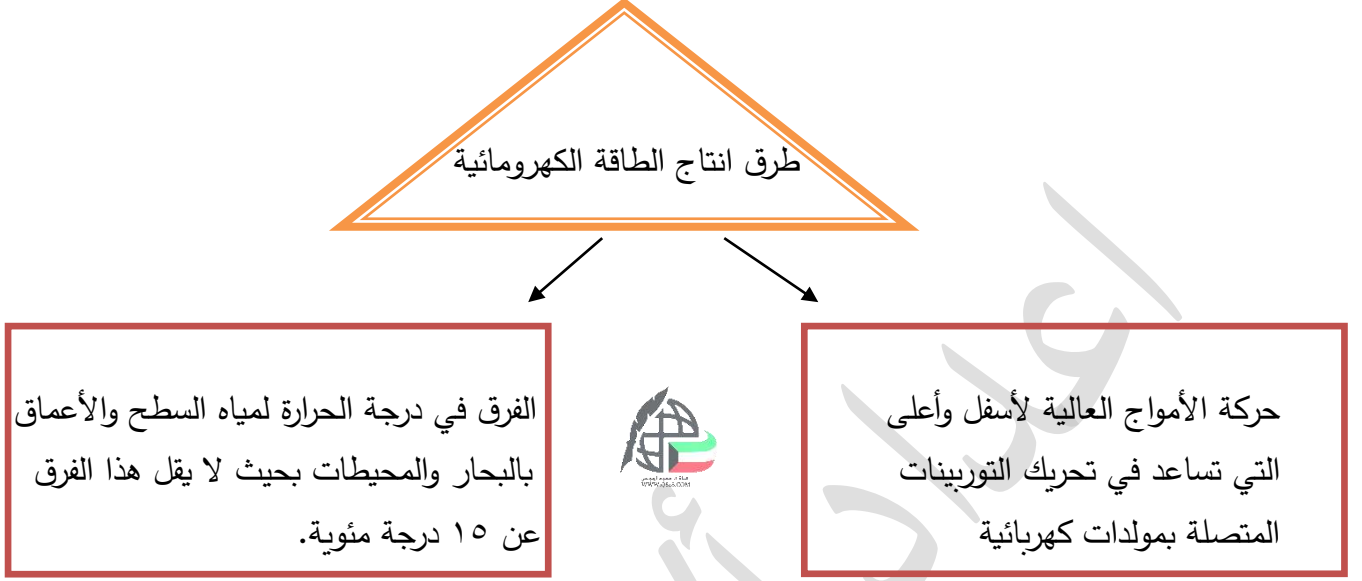 طرق انتاج الطاقة الكهرومائية
حركة الأمواج العالية لأسفل وأعلى
التي تساعد في تحريك التوربينات
المتصلة بمولدات كهربائية
الفرق في درجة الحرارة لمياه السطح والأعماق
بالبحار والمحيطات بحيث لا يقل هذا الفرق
عن ١٥ درجة مئوية.